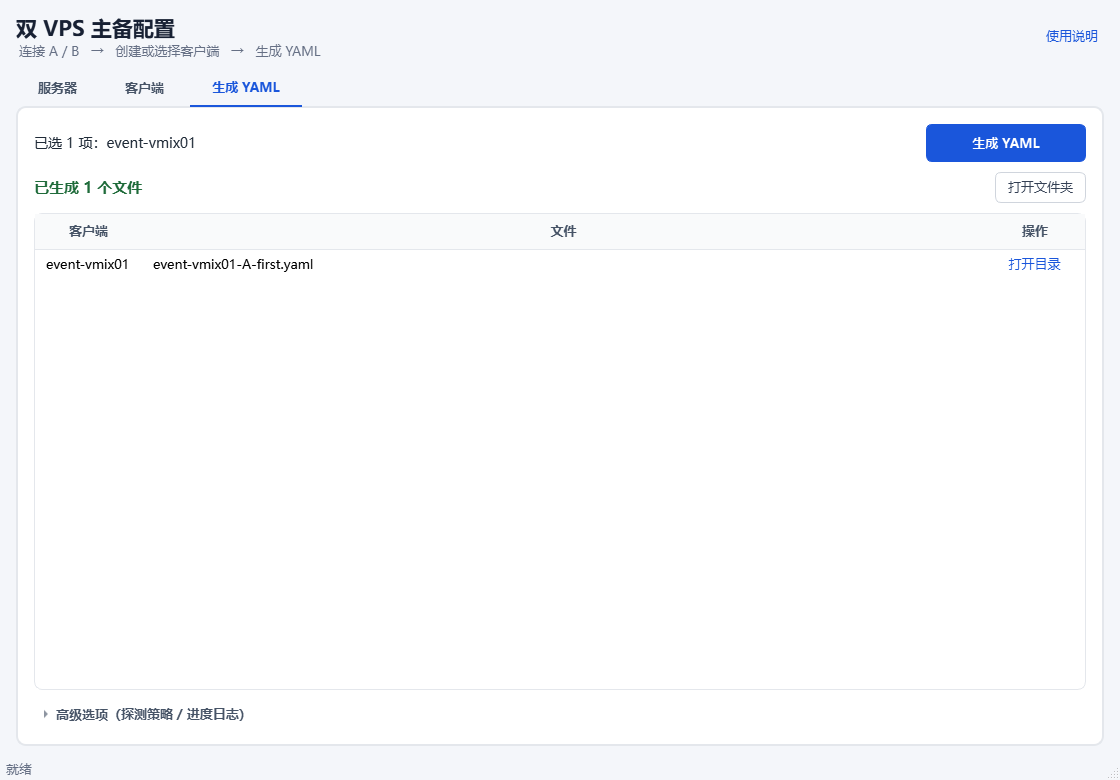 双 VPS 主备配置
连接 A / B → 创建或选择客户端 → 生成 YAML
使用说明
服务器 客户端 生成 YAML
已选 1 项：event-vmix01
生成 YAML
已生成 1 个文件
打开文件夹
客户端 文件 操作
event-vmix01 event-vmix01-A-first.yaml 打开目录
高级选项（探测策略 / 进度日志）
就绪